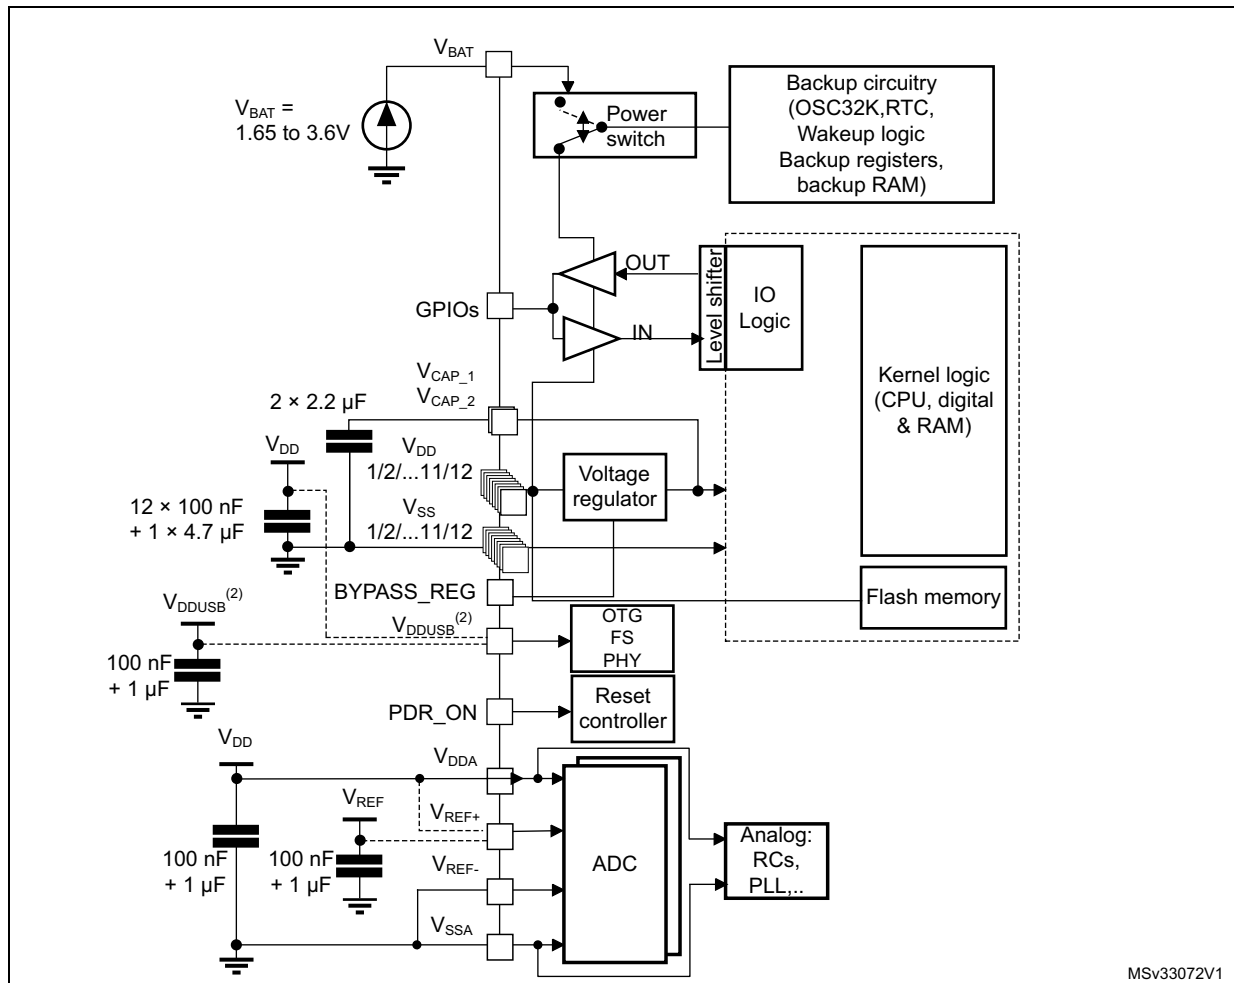 VBAT
VBAT =
1.65 to 3.6V
Power
switch
Backup circuitry
(OSC32K,RTC,
Wakeup logic
Backup registers,
backup RAM)
OUT
GPIOs
IN
Level shifter
IO
Logic
Kernel logic
(CPU, digital
& RAM)
VCAP_1
VCAP_2
2 × 2.2 μF
VDD
VDD
1/2/...11/12
Voltage
regulator
12 × 100 nF
+ 1 × 4.7 μF
VSS
1/2/...11/12
BYPASS_REG
Flash memory
VDDUSB(2)
VDDUSB(2)
OTG
FS
PHY
100 nF
+ 1 μF
PDR_ON
Reset
controller
VDD
VDDA
VREF
VREF+
100 nF
+ 1 μF
100 nF
+ 1 μF
VREF-
ADC
Analog:
RCs,
PLL,..
VSSA
MSv33072V1